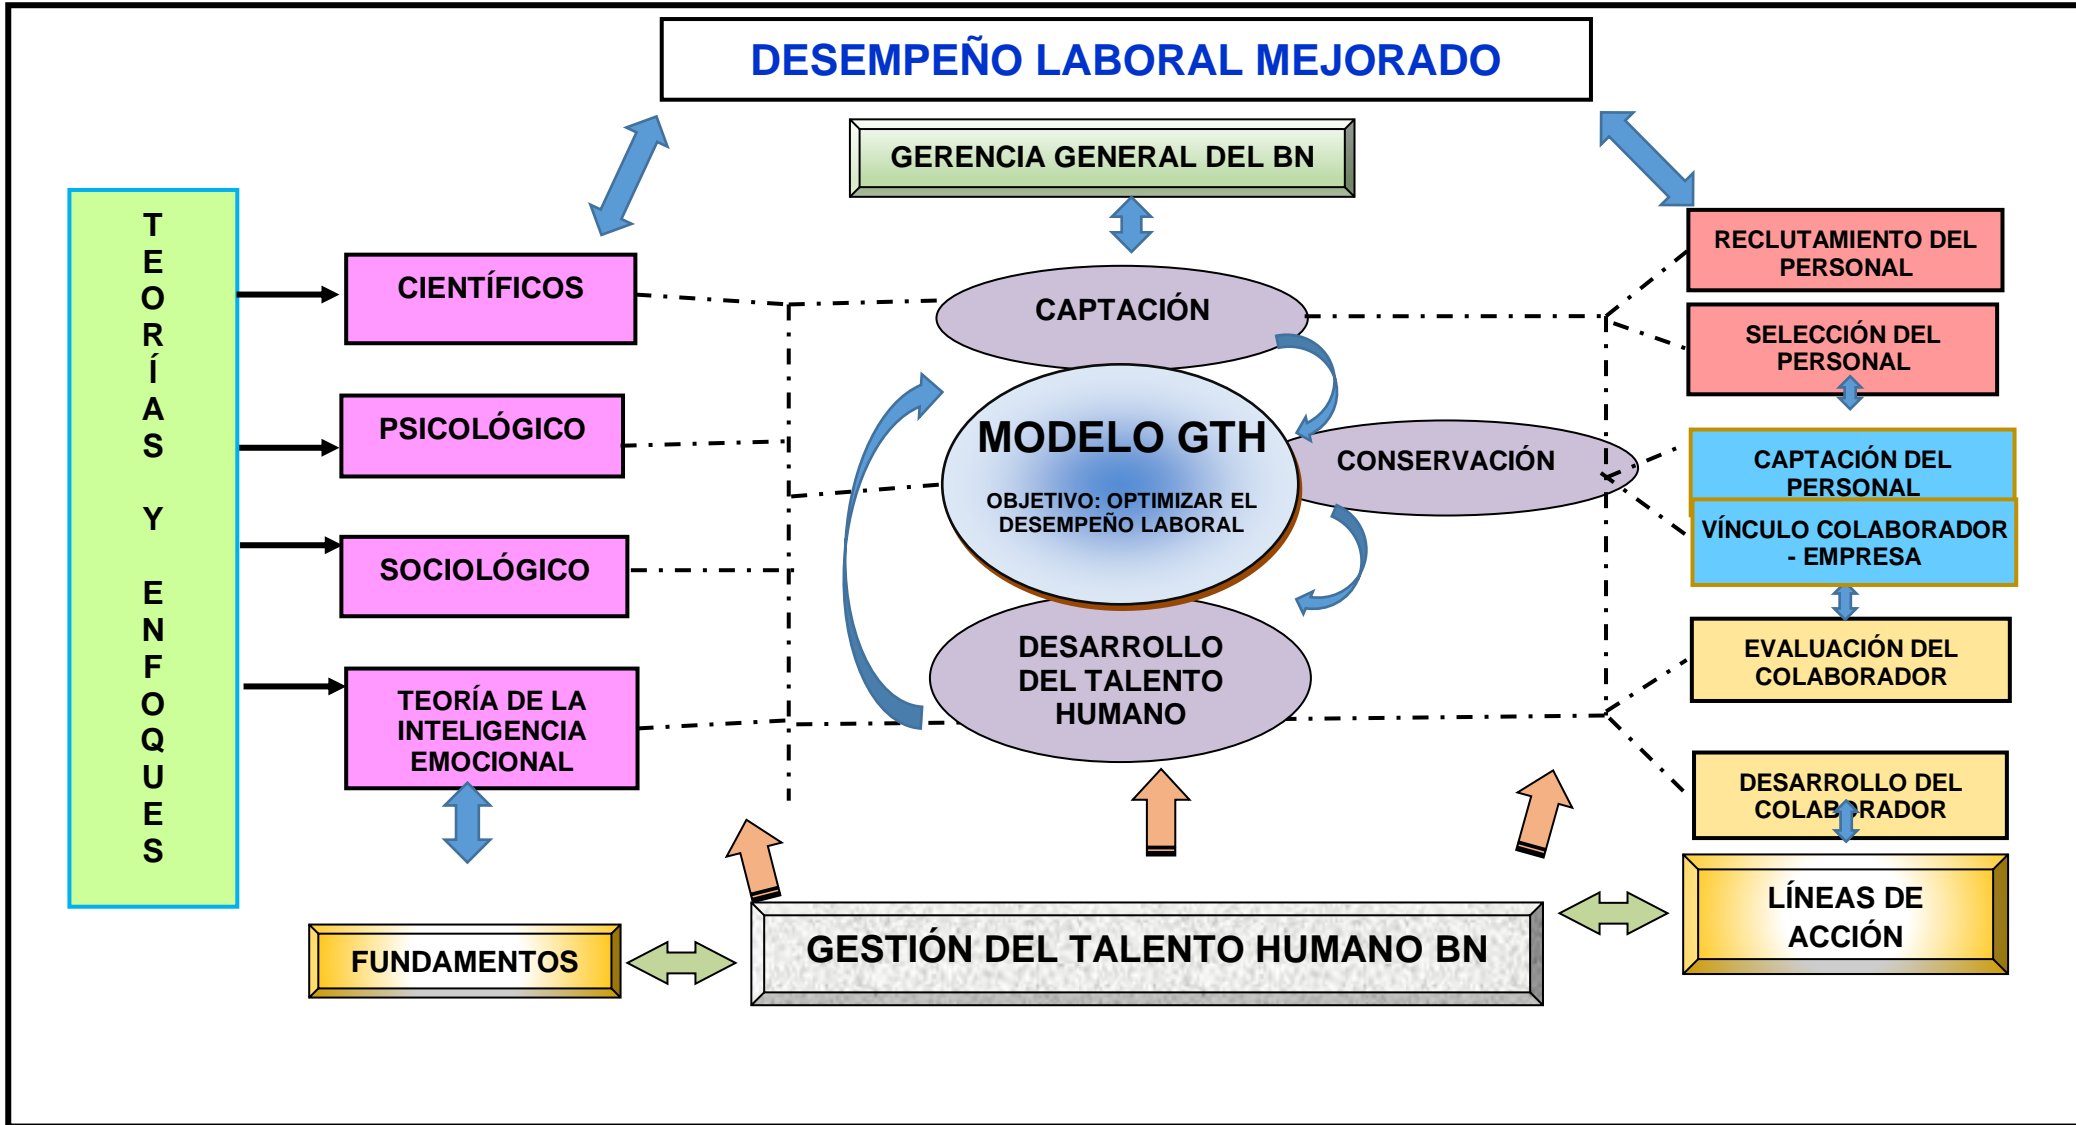 DESEMPEÑO LABORAL MEJORADO
GERENCIA GENERAL DEL BN
TEORÍAS Y ENFOQUES
CIENTÍFICOS
PSICOLÓGICO
SOCIOLÓGICO
TEORÍA DE LA
INTELIGENCIA
EMOCIONAL
FUNDAMENTOS
CAPTACIÓN
MODELO GTH
OBJETIVO: OPTIMIZAR EL
DESEMPEÑO LABORAL
CONSERVACIÓN
DESARROLLO
DEL TALENTO
HUMANO
GESTIÓN DEL TALENTO HUMANO BN
RECLUTAMIENTO DEL
PERSONAL
SELECCIÓN DEL
PERSONAL
CAPTACIÓN DEL
PERSONAL
VÍNCULO COLABORADOR
- EMPRESA
EVALUACIÓN DEL
COLABORADOR
DESARROLLO DEL
COLABORADOR
LÍNEAS DE
ACCIÓN